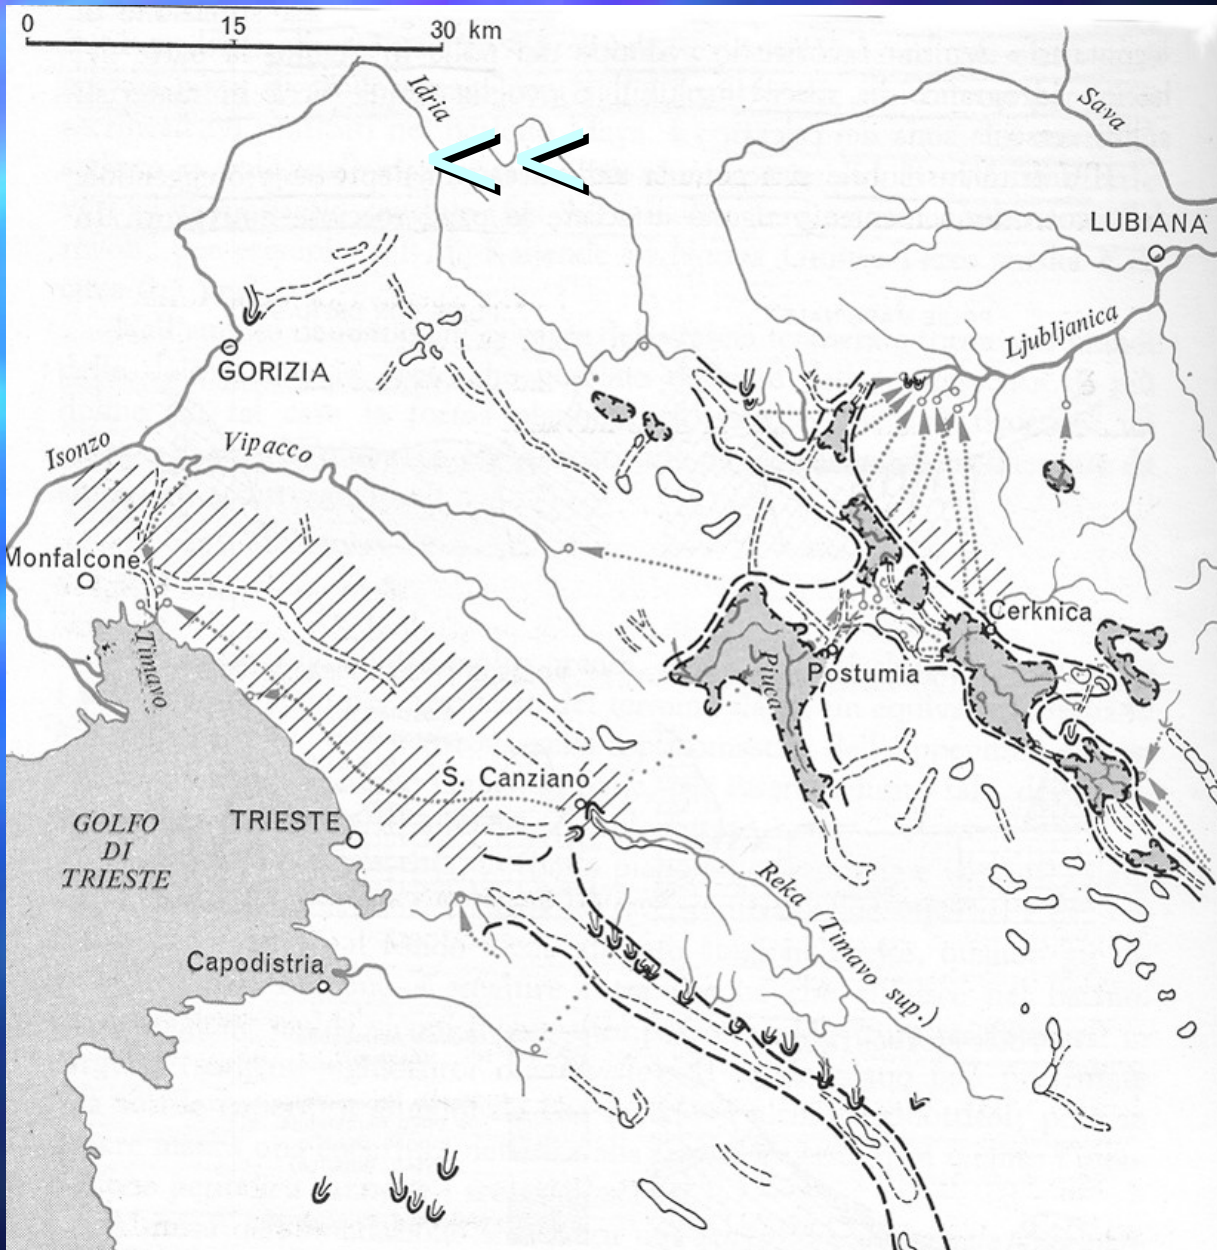 0 15 30 km
Idria
Sava
LUBIANA
Ljubljanica
GORIZIA
Isonzo
Vipacco
Monfalcone
Cerknica
Timavo
Piuca
Postumia
S. Canziano
GOLFO
DI
TRIESTE
TRIESTE
Reka (Timavo sup.)
Capodistria